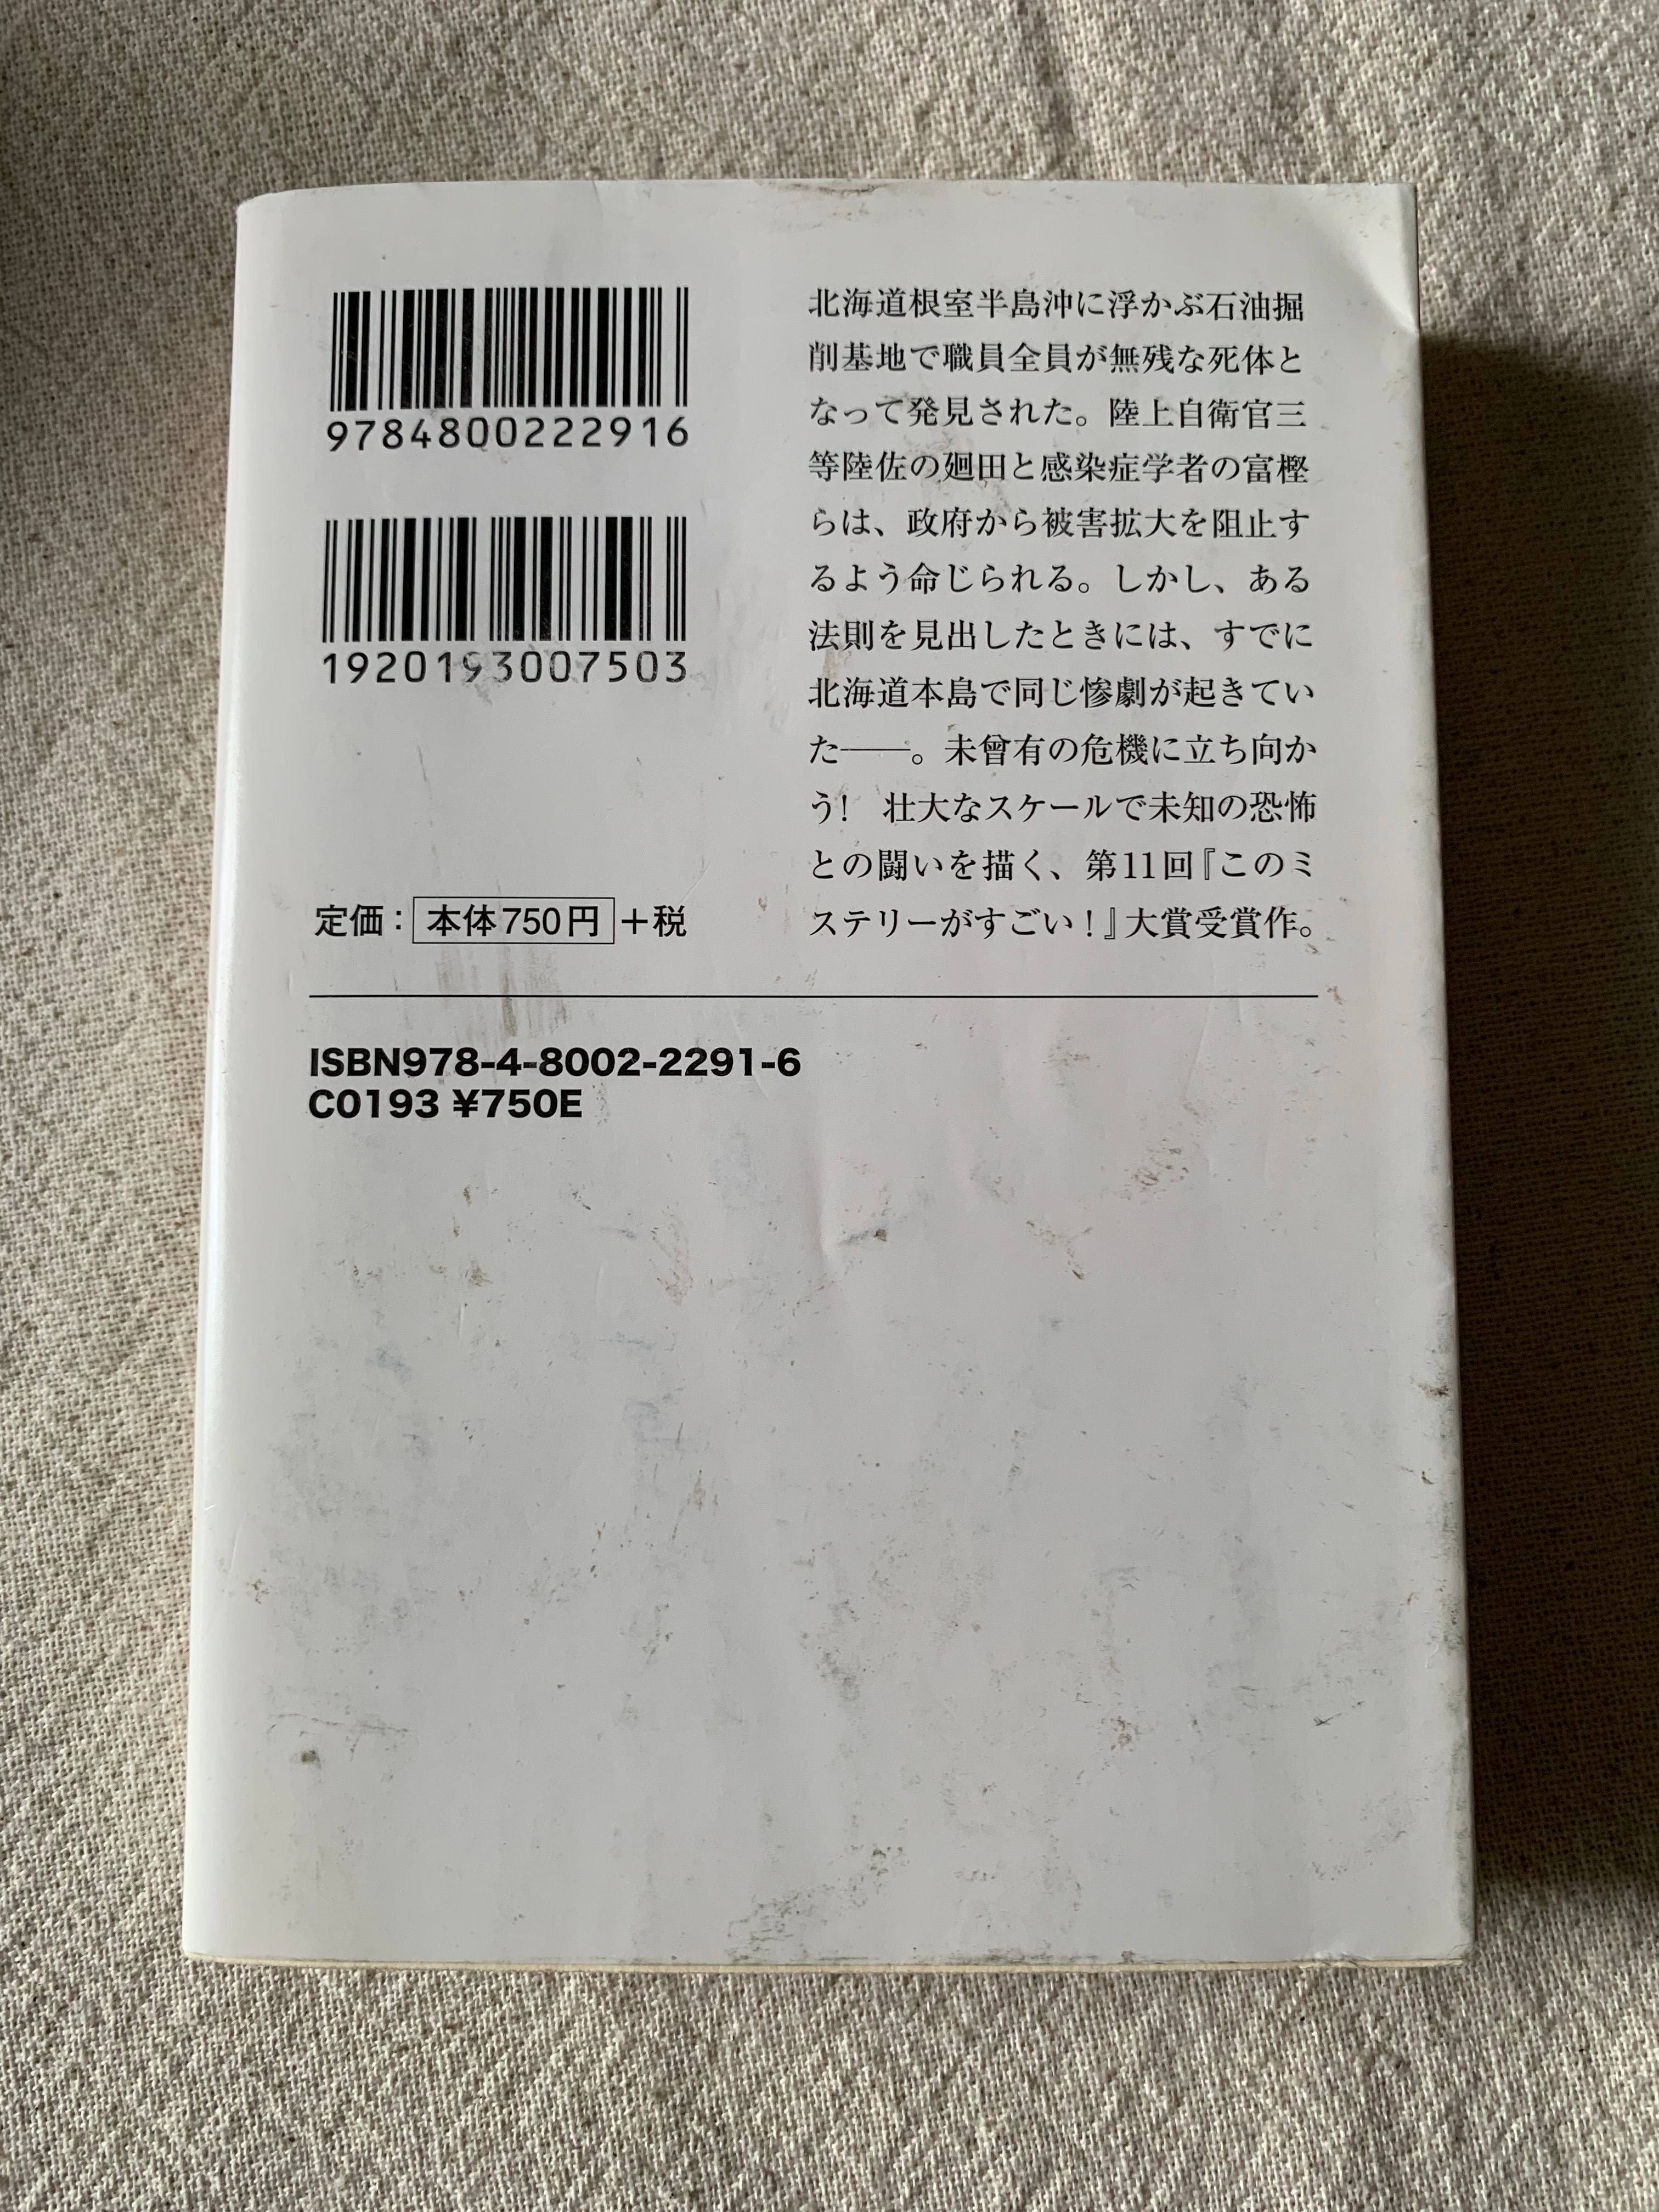 9784800222916
1920193007503
定価：本体750円+税
北海道根室半島沖に浮かぶ石油掘
削基地で職員全員が無残な死体と
なって発見された。陸上自衛官三
等陸佐の廻田と感染症学者の富樫
らは、政府から被害拡大を阻止す
るよう命じられる。しかし、ある
法則を見出したときには、すでに
北海道本島で同じ惨劇が起きてい
た――。未曾有の危機に立ち向か
う！　壮大なスケールで未知の恐怖
との闘いを描く、第11回『このミ
ステリーがすごい！』大賞受賞作。
ISBN978-4-8002-2291-6
C0193 ¥750E